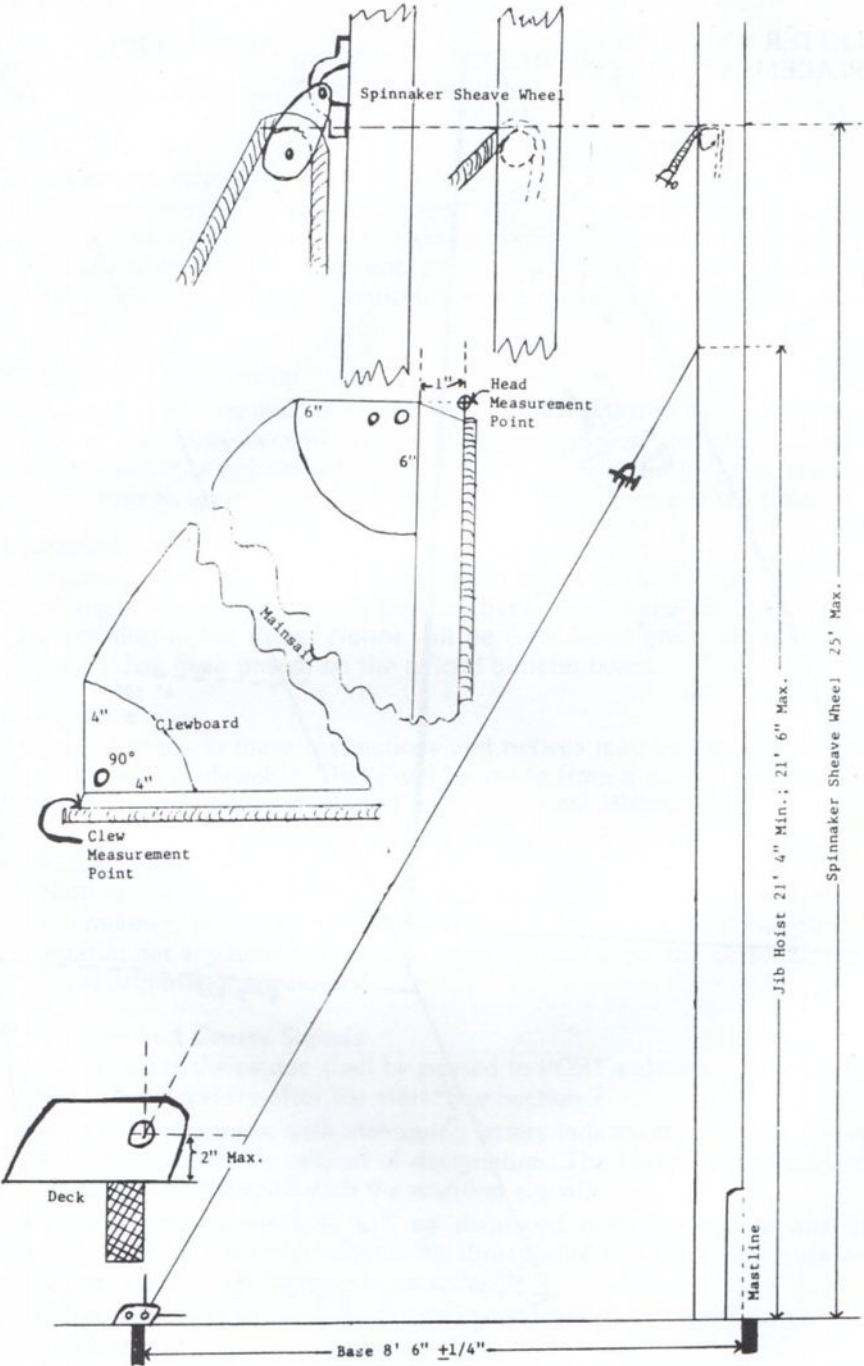 Spinnaker Sheave Wheel
1"
Head
Measurement
Point
6"
6"
Mainsail
4"
Clewboard
90°
4"
Clew
Measurement
Point
2" Max.
Deck
Jib Hoist 21' 4" Min.; 21' 6" Max.
Spinnaker Sheave Wheel 25' Max.
Mastline
Base 8' 6" ±1/4"